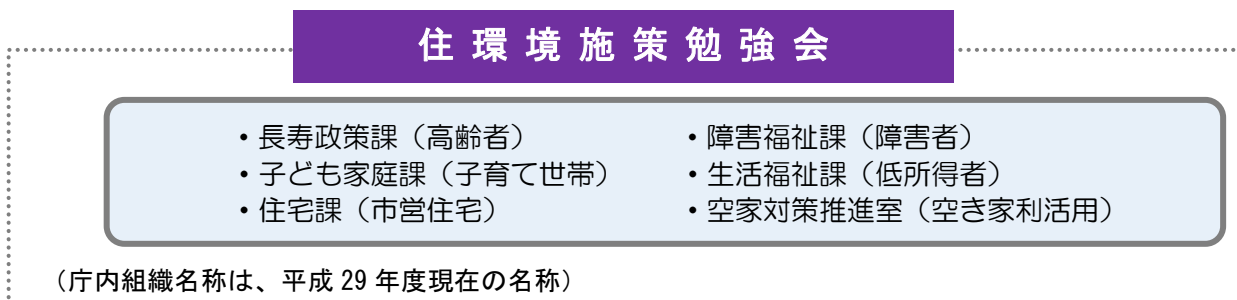 住環境施策勉強会
・長寿政策課（高齢者） ・障害福祉課（障害者）
・子ども家庭課（子育て世帯） ・生活福祉課（低所得者）
・住宅課（市営住宅） ・空家対策推進室（空き家利活用）
（庁内組織名称は、平成 29 年度現在の名称）